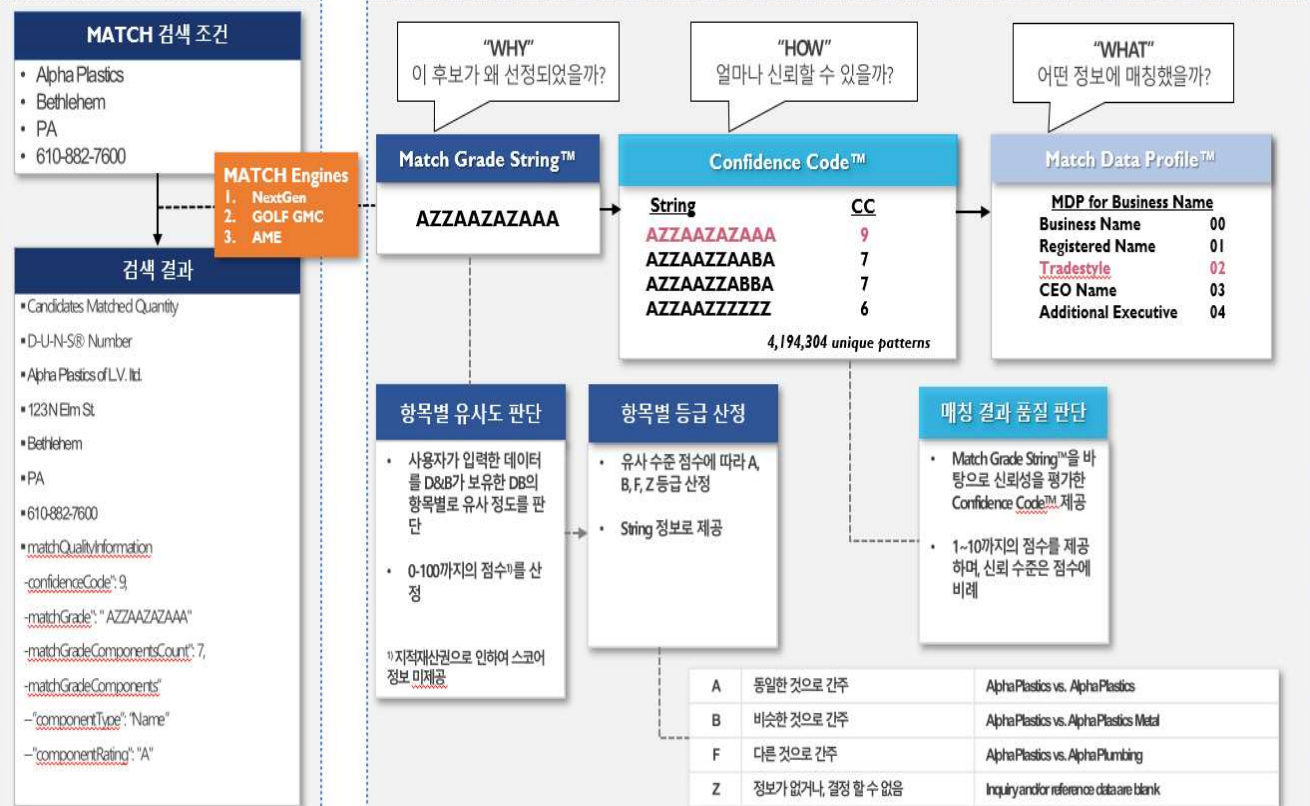 MATCH 검색 조건
• Alpha Plastics
• Bethlehem
• PA
• 610-882-7600
MATCH Engines
1. NextGen
2. GOLF GMC
3. AME
검색 결과
▪ Candidates Matched Quantity
▪ D-U-N-S® Number
▪ Alpha Plastics of L.V. ltd.
▪ 123 N Elm St.
▪ Bethlehem
▪ PA
▪ 610-882-7600
▪ matchQualityInformation
-confidenceCode": 9,
-matchGrade": " AZZAAZAZAAA"
-matchGradeComponentsCount": 7,
-matchGradeComponents"
–"componentType": "Name"
–"componentRating": "A"
“WHY”
이 후보가 왜 선정되었을까?
“HOW”
얼마나 신뢰할 수 있을까?
“WHAT”
어떤 정보에 매칭했을까?
Match Grade String™
AZZAAZAZAAA
Confidence Code™
String CC
AZZAAZAZAAA 9
AZZAAZZAABA 7
AZZAAZZABBA 7
AZZAAZZZZZZ 6
4,194,304 unique patterns
Match Data Profile™
MDP for Business Name
Business Name 00
Registered Name 01
Tradestyle 02
CEO Name 03
Additional Executive 04
항목별 유사도 판단
• 사용자가 입력한 데이터
를 D&B가 보유한 DB의
항목별로 유사 정도를 판
단
• 0-100까지의 점수¹⁾를 산
정
¹⁾ 지적재산권으로 인하여 스코어
정보 미제공
항목별 등급 산정
• 유사 수준 점수에 따라 A,
B, F, Z 등급 산정
• String 정보로 제공
매칭 결과 품질 판단
• Match Grade String™을 바
탕으로 신뢰성을 평가한
Confidence Code™ 제공
• 1~10까지의 점수를 제공
하며, 신뢰 수준은 점수에
비례
A 동일한 것으로 간주 Alpha Plastics vs. Alpha Plastics
B 비슷한 것으로 간주 Alpha Plastics vs. Alpha Plastics Metal
F 다른 것으로 간주 Alpha Plastics vs. Alpha Plumbing
Z 정보가 없거나, 결정 할 수 없음 Inquiry and/or reference data are blank